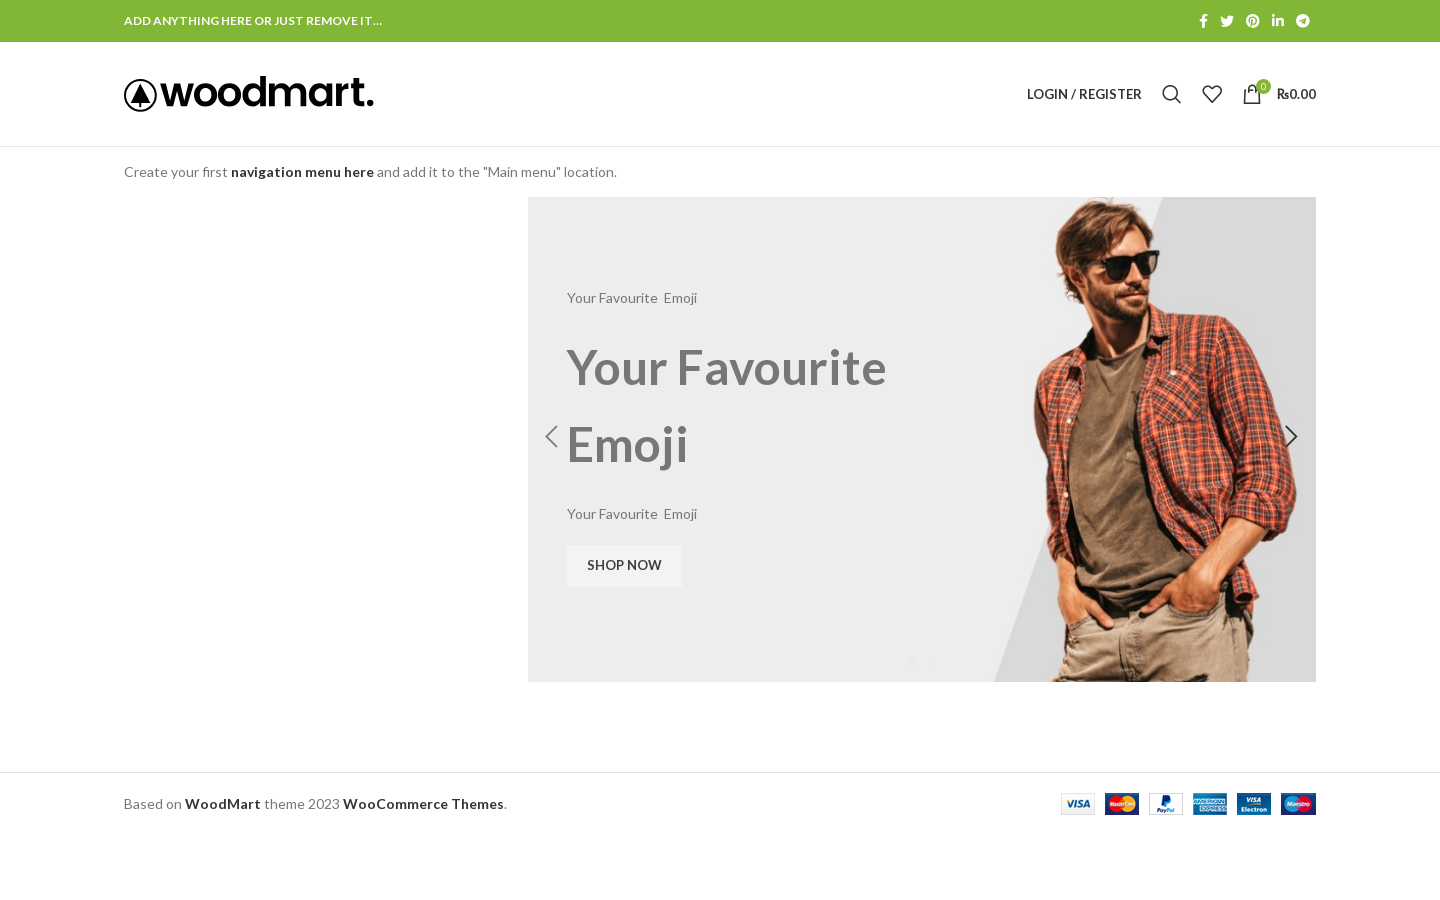 ADD ANYTHING HERE OR JUST REMOVE IT...
woodmart.
LOGIN / REGISTER
0
₨0.00
Create your first navigation menu here and add it to the "Main menu" location.
Your Favourite Emoji
Your Favourite
Emoji
Your Favourite Emoji
SHOP NOW
Based on WoodMart theme 2023 WooCommerce Themes.
VISA
MasterCard
PayPal
AMERICAN EXPRESS
VISA Electron
Maestro